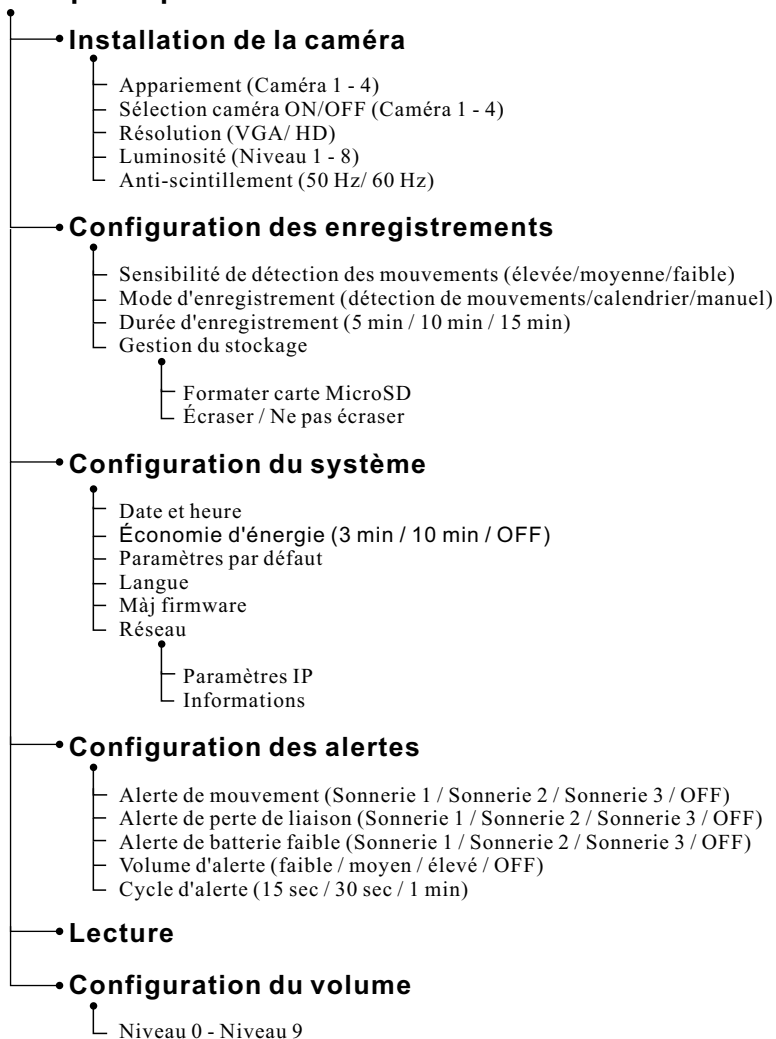 Installation de la caméra
Appariement (Caméra 1 - 4)
Sélection caméra ON/OFF (Caméra 1 - 4)
Résolution (VGA/ HD)
Luminosité (Niveau 1 - 8)
Anti-scintillement (50 Hz/ 60 Hz)
Configuration des enregistrements
Sensibilité de détection des mouvements (élevée/moyenne/faible)
Mode d'enregistrement (détection de mouvements/calendrier/manuel)
Durée d'enregistrement (5 min / 10 min / 15 min)
Gestion du stockage
Formater carte MicroSD
Écraser / Ne pas écraser
Configuration du système
Date et heure
Économie d'énergie (3 min / 10 min / OFF)
Paramètres par défaut
Langue
Màj firmware
Réseau
Paramètres IP
Informations
Configuration des alertes
Alerte de mouvement (Sonnerie 1 / Sonnerie 2 / Sonnerie 3 / OFF)
Alerte de perte de liaison (Sonnerie 1 / Sonnerie 2 / Sonnerie 3 / OFF)
Alerte de batterie faible (Sonnerie 1 / Sonnerie 2 / Sonnerie 3 / OFF)
Volume d'alerte (faible / moyen / élevé / OFF)
Cycle d'alerte (15 sec / 30 sec / 1 min)
Lecture
Configuration du volume
Niveau 0 - Niveau 9